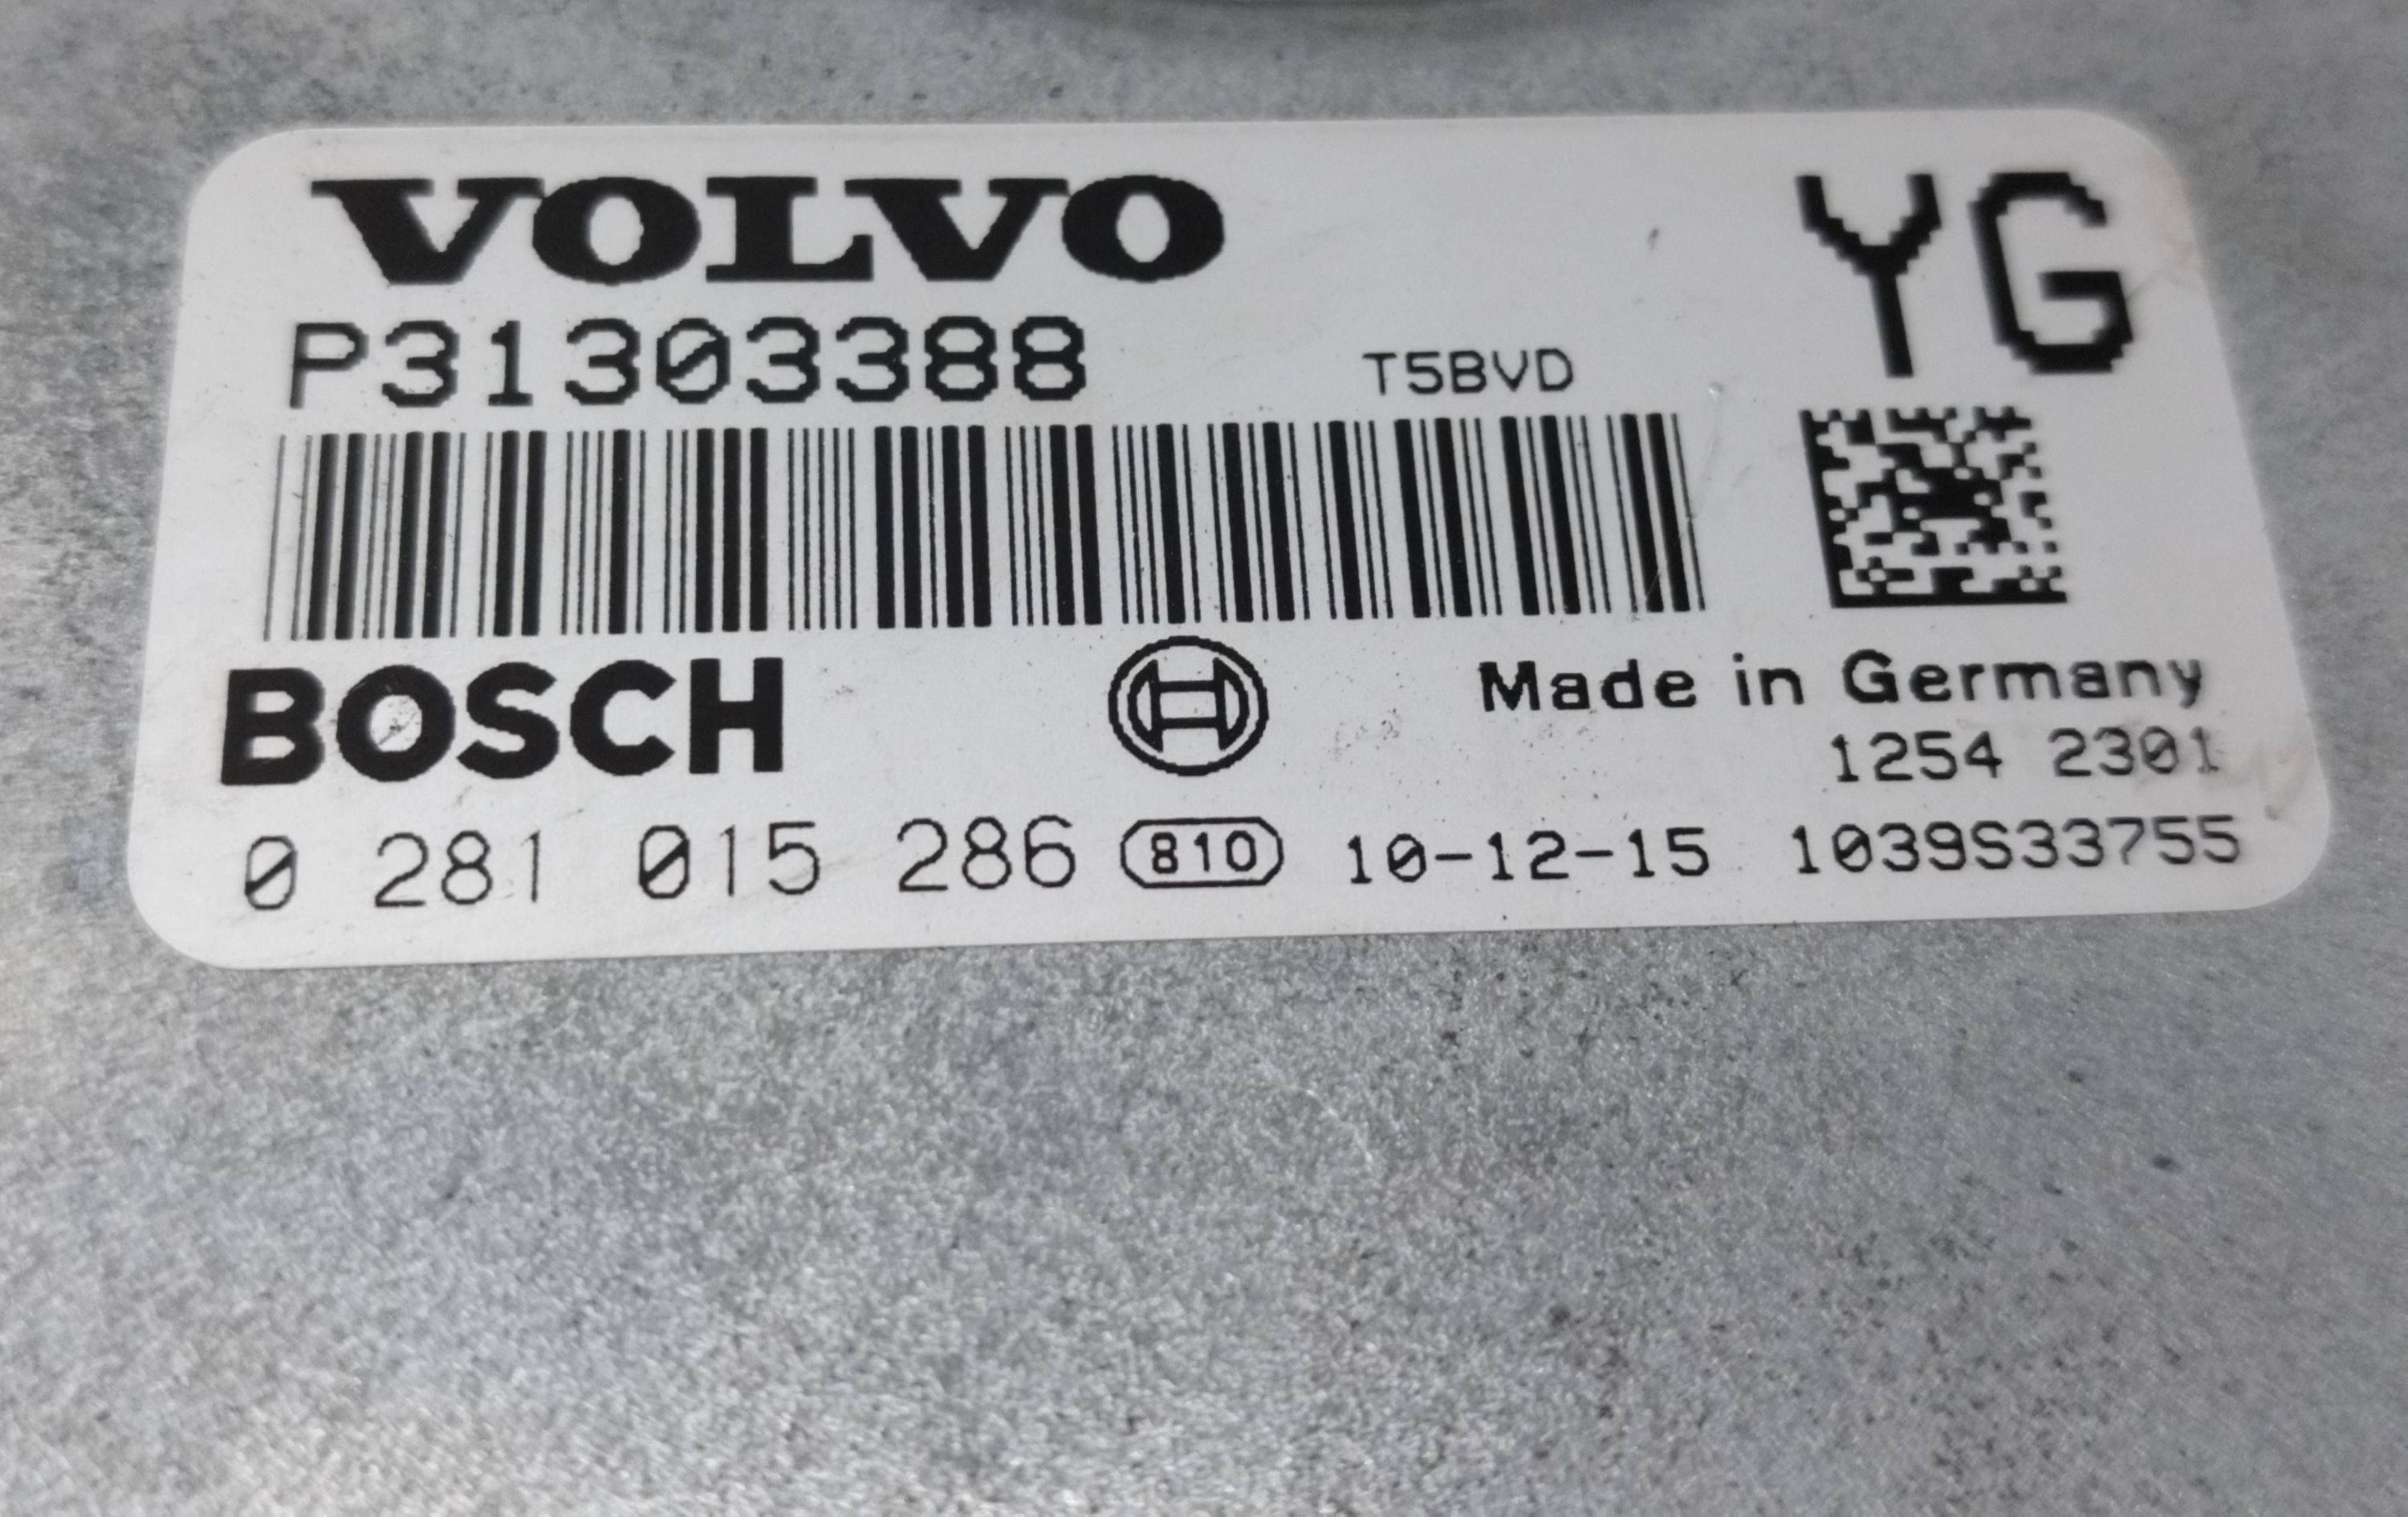 VOLVO YG
P31303388 T5BVD
BOSCH Made in Germany
1254 2301
0 281 015 286 810 10-12-15 1039S33755